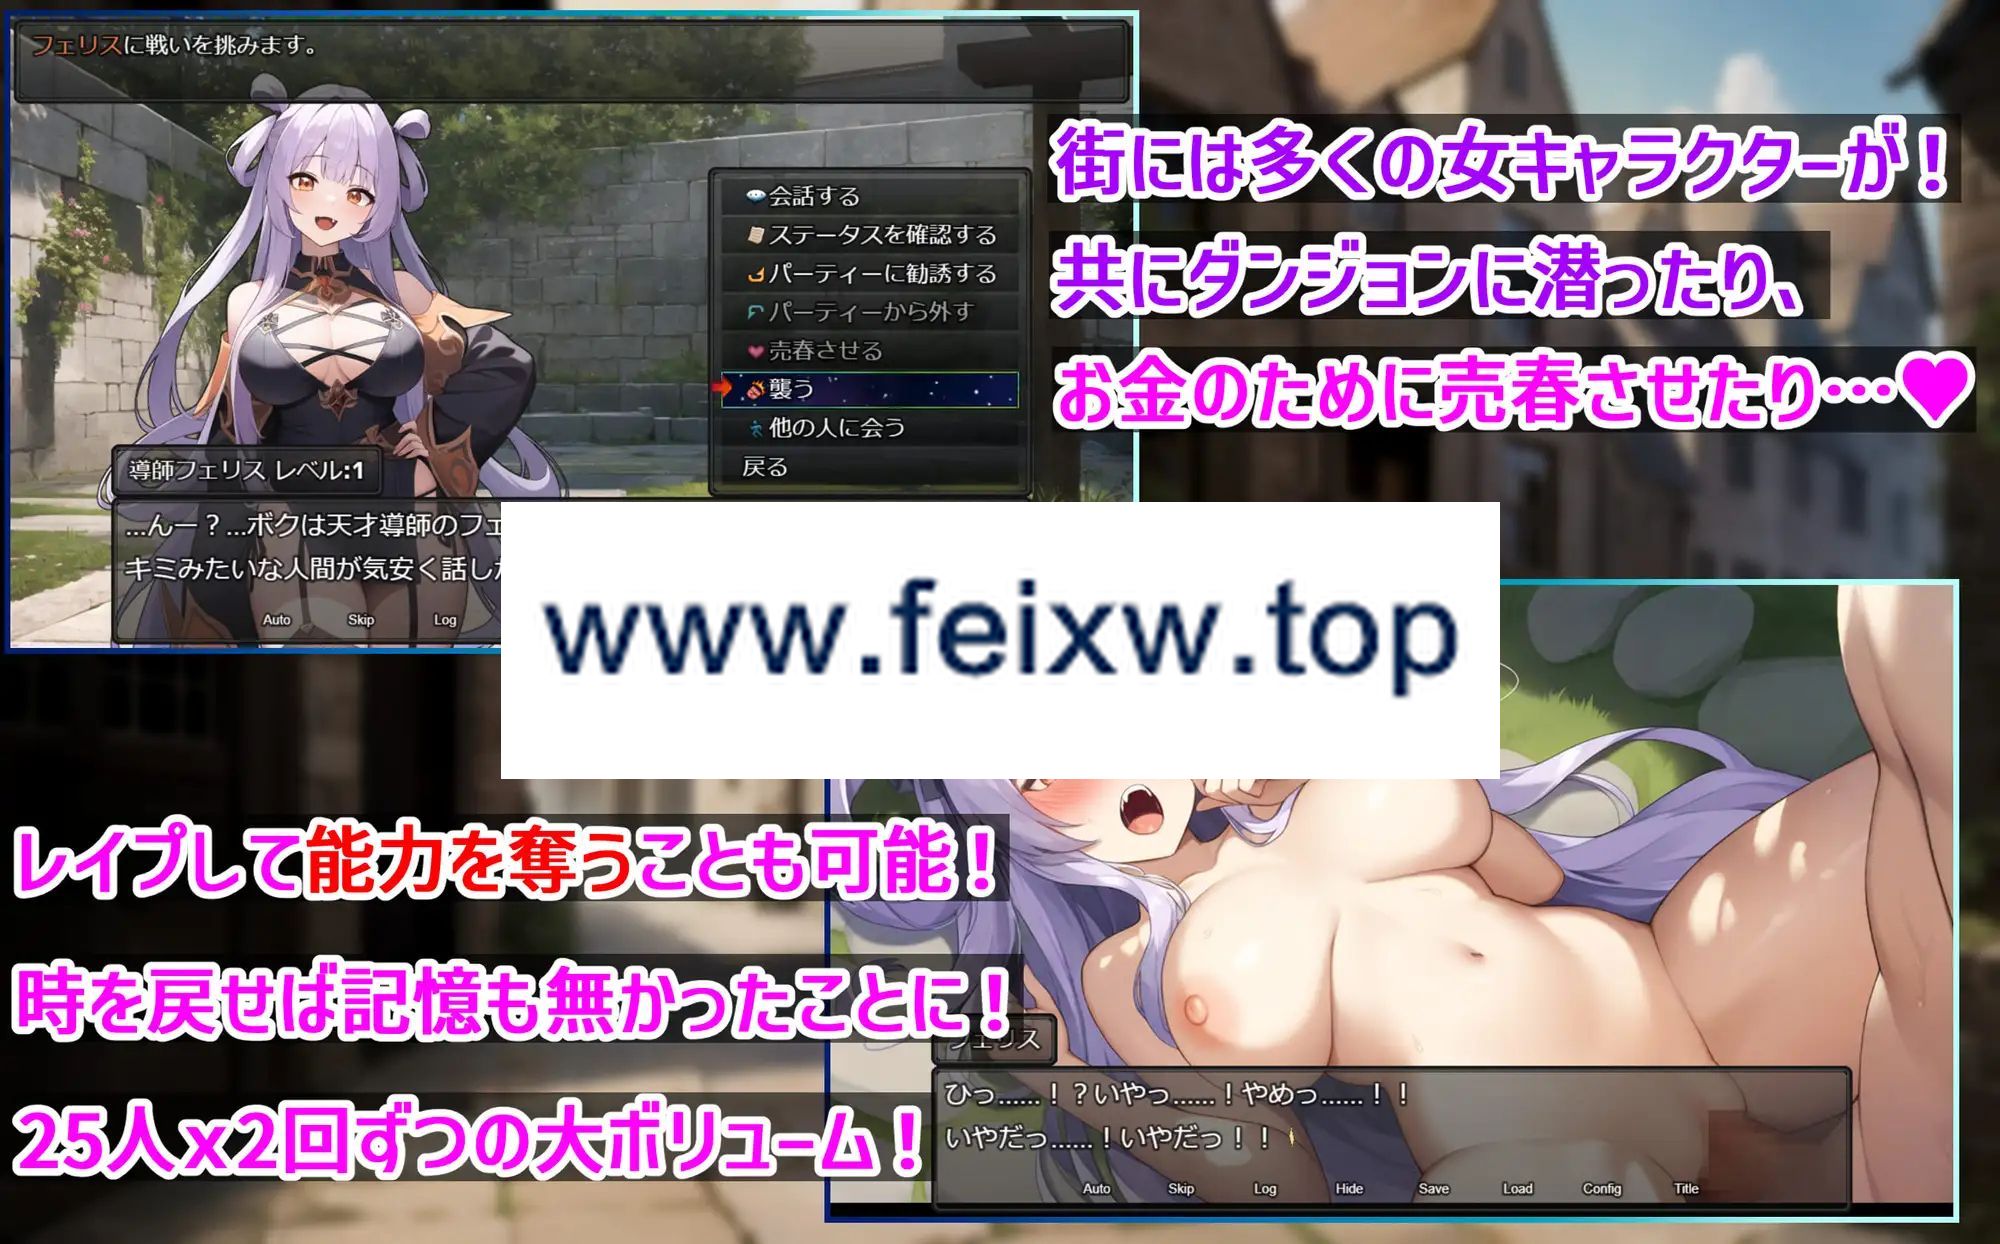 フェリスに戦いを挑みます。
会話する
ステータスを確認する
パーティーに勧誘する
パーティーから外す
売春させる
襲う
他の人に会う
戻る
導師フェリス レベル:1
…んー？…ボクは天才導師のフェ
キミみたいな人間が気安く話し
Auto Skip Log
街には多くの女キャラクターが！
共にダンジョンに潜ったり、
お金のために売春させたり…♥
www.feixw.top
レイプして能力を奪うことも可能！
時を戻せば記憶も無かったことに！
25人x2回ずつの大ボリューム！
フェリス
ひっ……！？いやっ……！やめっ……！！
いやだっ……！いやだっ！！
Auto Skip Log Hide Save Load Config Title